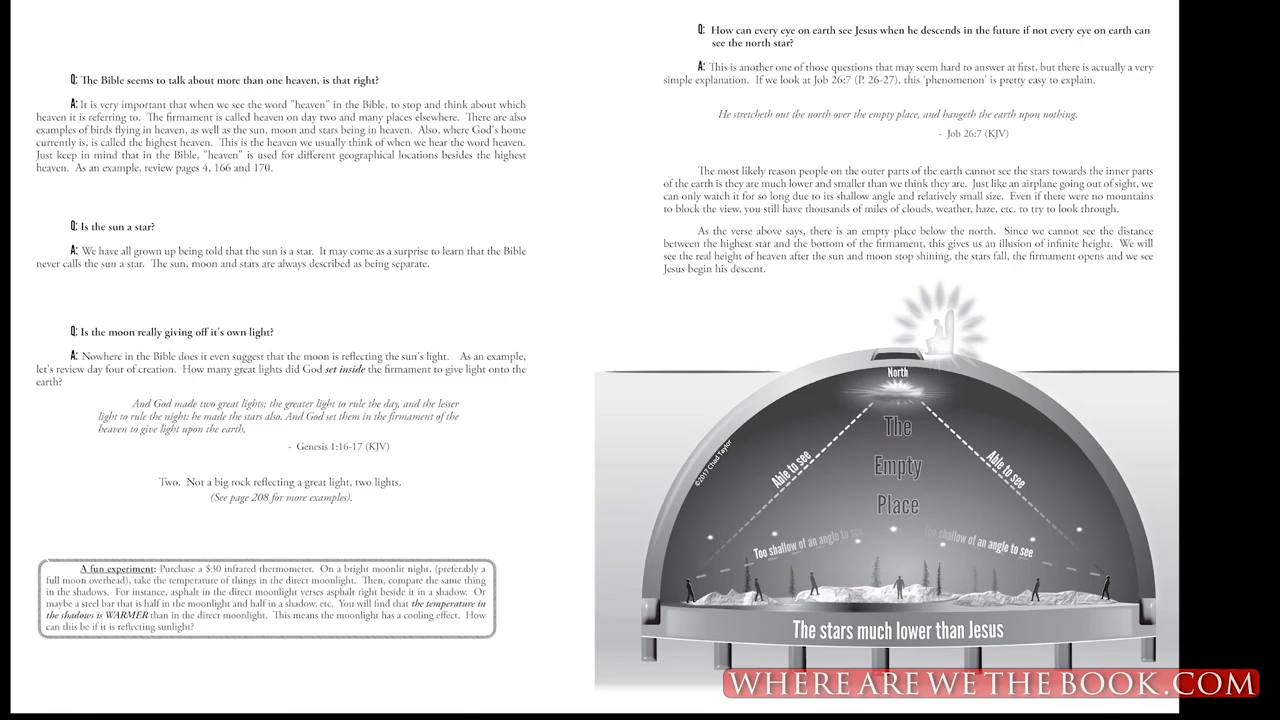 Q: The Bible seems to talk about more than one heaven, is that right?
A: It is very important that when we see the word "heaven" in the Bible, to stop and think about which
heaven it is referring to. The firmament is called heaven on day two and many places elsewhere. There are also
examples of birds flying in heaven, as well as the sun, moon and stars being in heaven. Also, where God's home
currently is, is called the highest heaven. This is the heaven we usually think of when we hear the word heaven.
Just keep in mind that in the Bible, "heaven" is used for different geographical locations besides the highest
heaven. As an example, review pages 4, 166 and 170.
Q: Is the sun a star?
A: We have all grown up being told that the sun is a star. It may come as a surprise to learn that the Bible
never calls the sun a star. The sun, moon and stars are always described as being separate.
Q: Is the moon really giving off it's own light?
A: Nowhere in the Bible does it even suggest that the moon is reflecting the sun's light. As an example,
let's review day four of creation. How many great lights did God set inside the firmament to give light onto the
earth?
And God made two great lights; the greater light to rule the day, and the lesser
light to rule the night: he made the stars also. And God set them in the firmament of the
heaven to give light upon the earth,
- Genesis 1:16-17 (KJV)
Two. Not a big rock reflecting a great light, two lights.
(See page 208 for more examples).
A fun experiment: Purchase a $30 infrared thermometer. On a bright moonlit night, (preferably a
full moon overhead), take the temperature of things in the direct moonlight. Then, compare the same thing
in the shadows. For instance, asphalt in the direct moonlight verses asphalt right beside it in a shadow. Or
maybe a steel bar that is half in the moonlight and half in a shadow, etc. You will find that the temperature in
the shadows is WARMER than in the direct moonlight. This means the moonlight has a cooling effect. How
can this be if it is reflecting sunlight?
Q: How can every eye on earth see Jesus when he descends in the future if not every eye on earth can
see the north star?
A: This is another one of those questions that may seem hard to answer at first, but there is actually a very
simple explanation. If we look at Job 26:7 (P. 26-27), this 'phenomenon' is pretty easy to explain.
He stretcheth out the north over the empty place, and hangeth the earth upon nothing.
- Job 26:7 (KJV)
The most likely reason people on the outer parts of the earth cannot see the stars towards the inner parts
of the earth is they are much lower and smaller than we think they are. Just like an airplane going out of sight, we
can only watch it for so long due to its shallow angle and relatively small size. Even if there were no mountains
to block the view, you still have thousands of miles of clouds, weather, haze, etc. to try to look through.
As the verse above says, there is an empty place below the north. Since we cannot see the distance
between the highest star and the bottom of the firmament, this gives us an illusion of infinite height. We will
see the real height of heaven after the sun and moon stop shining, the stars fall, the firmament opens and we see
Jesus begin his descent.
North
The
Empty
Place
©2017 Chad Taylor
Able to see
Able to see
Too shallow of an angle to see
Too shallow of an angle to see
The stars much lower than Jesus
WHEREAREWETHEBOOK.COM